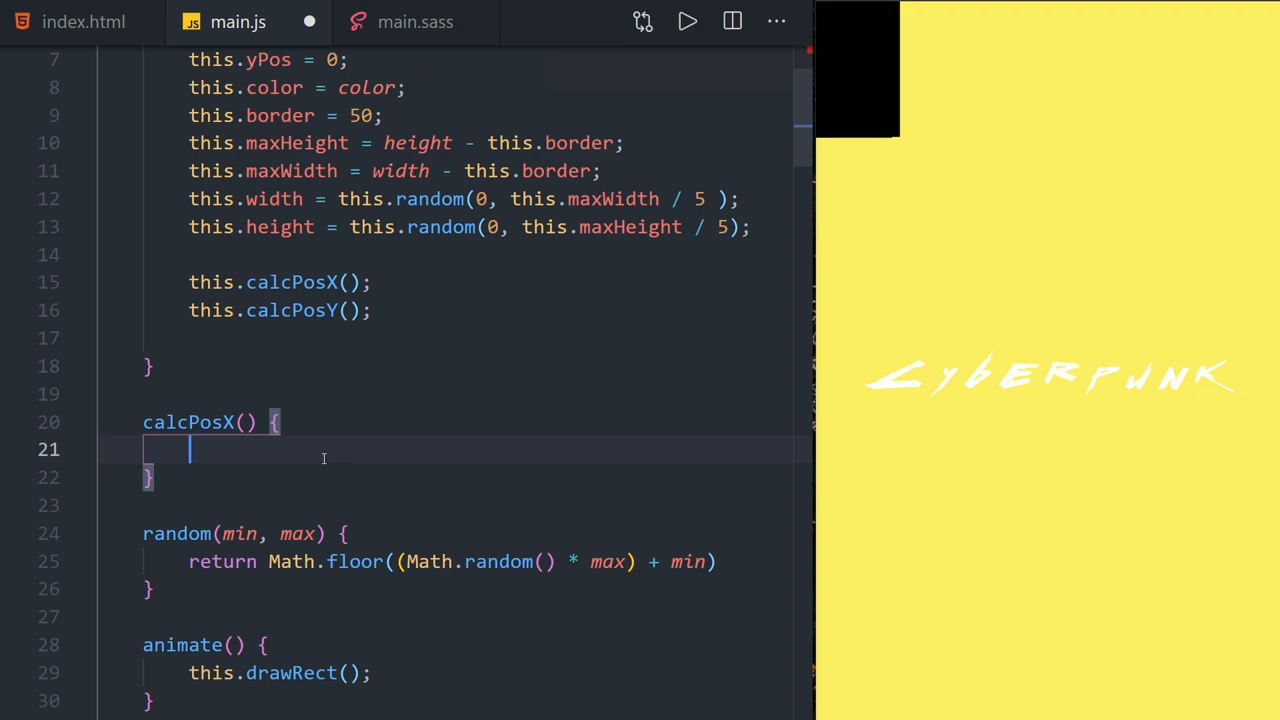 index.html
main.js
main.sass
7 this.yPos = 0;
8 this.color = color;
9 this.border = 50;
10 this.maxHeight = height - this.border;
11 this.maxWidth = width - this.border;
12 this.width = this.random(0, this.maxWidth / 5 );
13 this.height = this.random(0, this.maxHeight / 5);
14
15 this.calcPosX();
16 this.calcPosY();
17
18 }
19
20 calcPosX() {
21
22 }
23
24 random(min, max) {
25 return Math.floor((Math.random() * max) + min)
26 }
27
28 animate() {
29 this.drawRect();
30 }
CYBERPUNK